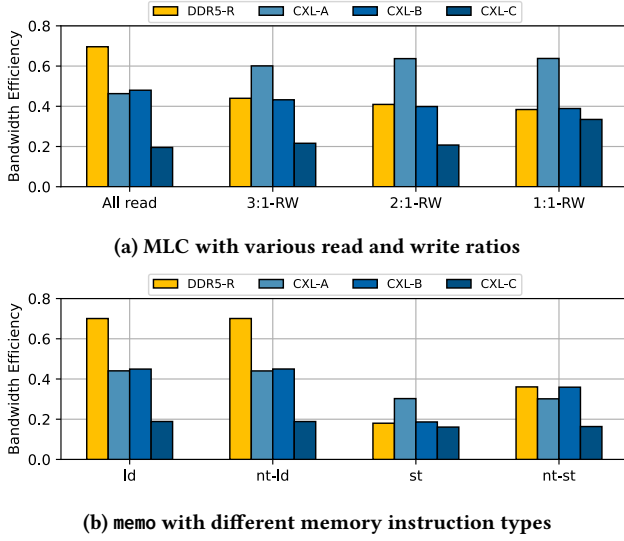 DDR5-R CXL-A CXL-B CXL-C
Bandwidth Efficiency
0.8
0.6
0.4
0.2
0.0
All read 3:1-RW 2:1-RW 1:1-RW
(a) MLC with various read and write ratios
DDR5-R CXL-A CXL-B CXL-C
Bandwidth Efficiency
0.8
0.6
0.4
0.2
0.0
ld nt-ld st nt-st
(b) memo with different memory instruction types